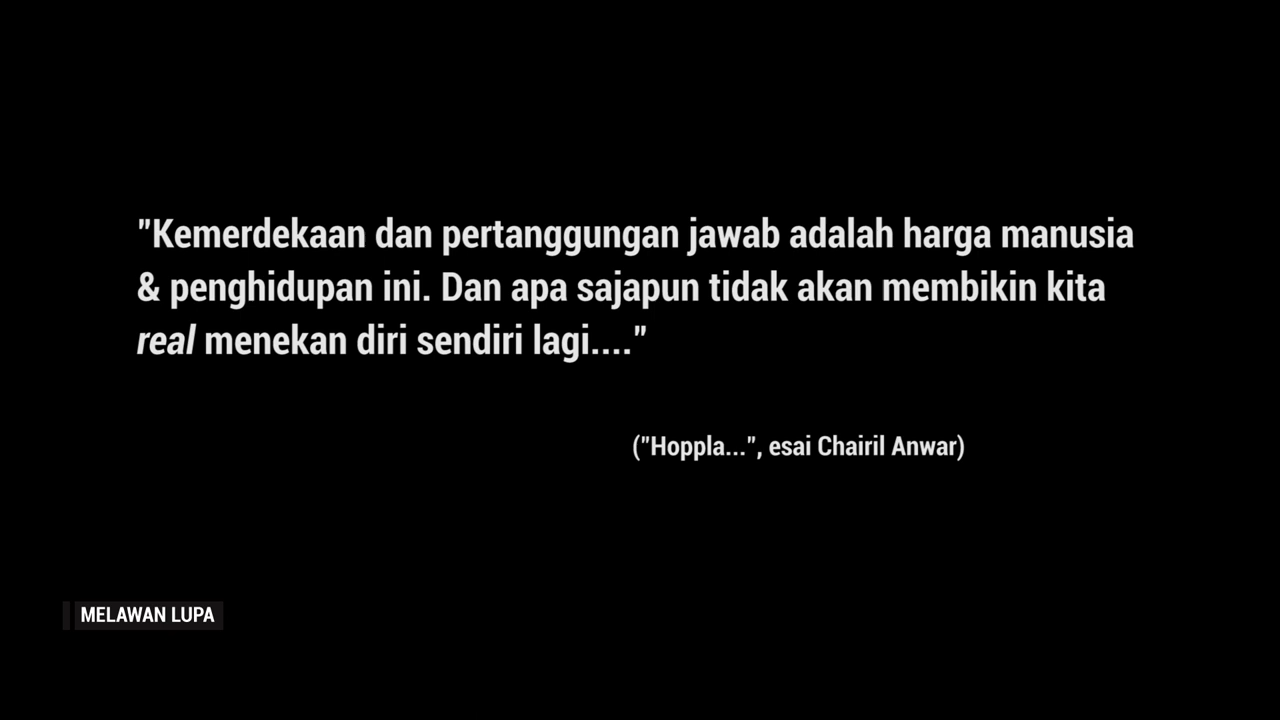 "Kemerdekaan dan pertanggungan jawab adalah harga manusia
& penghidupan ini. Dan apa sajapun tidak akan membikin kita
real menekan diri sendiri lagi...."
("Hoppla...", esai Chairil Anwar)
MELAWAN LUPA